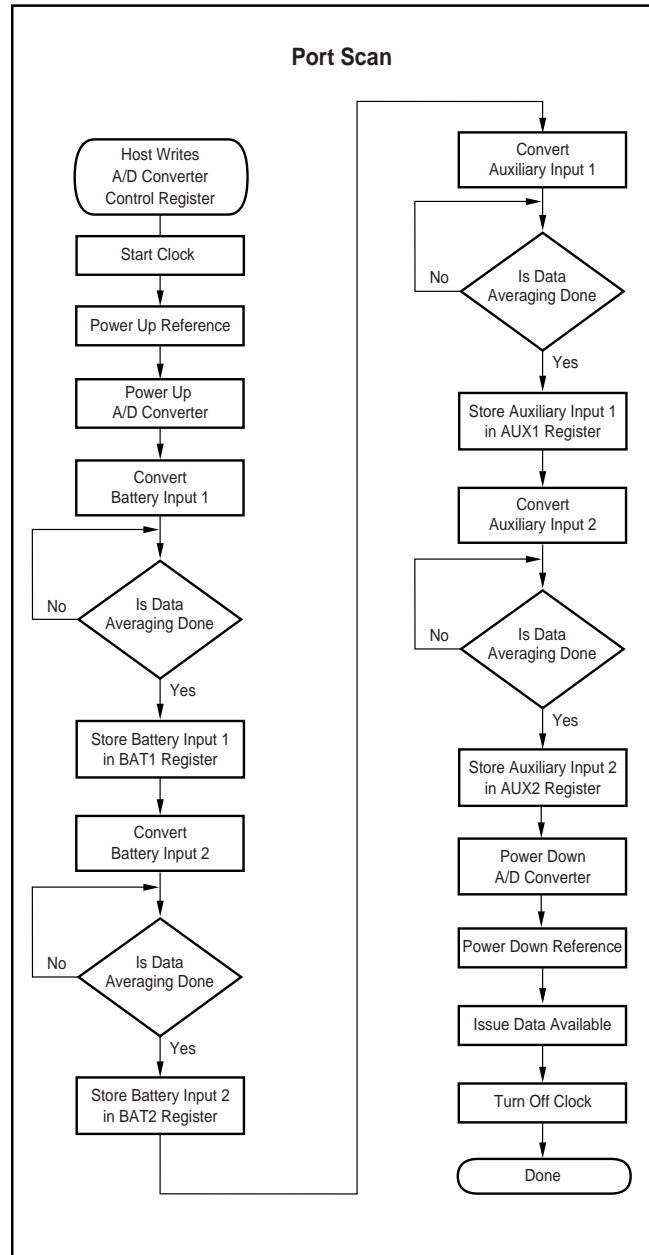 Port Scan
Host Writes
A/D Converter
Control Register
Start Clock
Power Up Reference
Power Up
A/D Converter
Convert
Battery Input 1
Is Data
Averaging Done
No
Yes
Store Battery Input 1
in BAT1 Register
Convert
Battery Input 2
Is Data
Averaging Done
No
Yes
Store Battery Input 2
in BAT2 Register
Convert
Auxiliary Input 1
Is Data
Averaging Done
No
Yes
Store Auxiliary Input 1
in AUX1 Register
Convert
Auxiliary Input 2
Is Data
Averaging Done
No
Yes
Store Auxiliary Input 2
in AUX2 Register
Power Down
A/D Converter
Power Down Reference
Issue Data Available
Turn Off Clock
Done